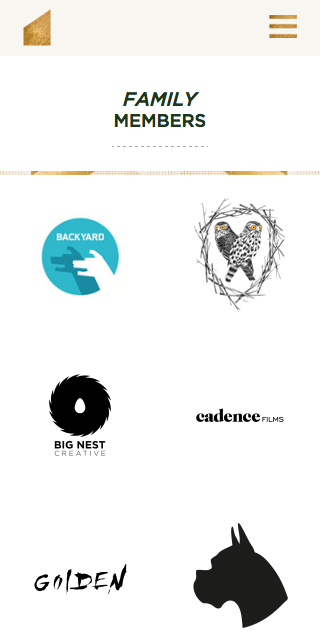 FAMILY
MEMBERS
BACKYARD
BIG NEST
CREATIVE
cadence FILMS
GOlDEN